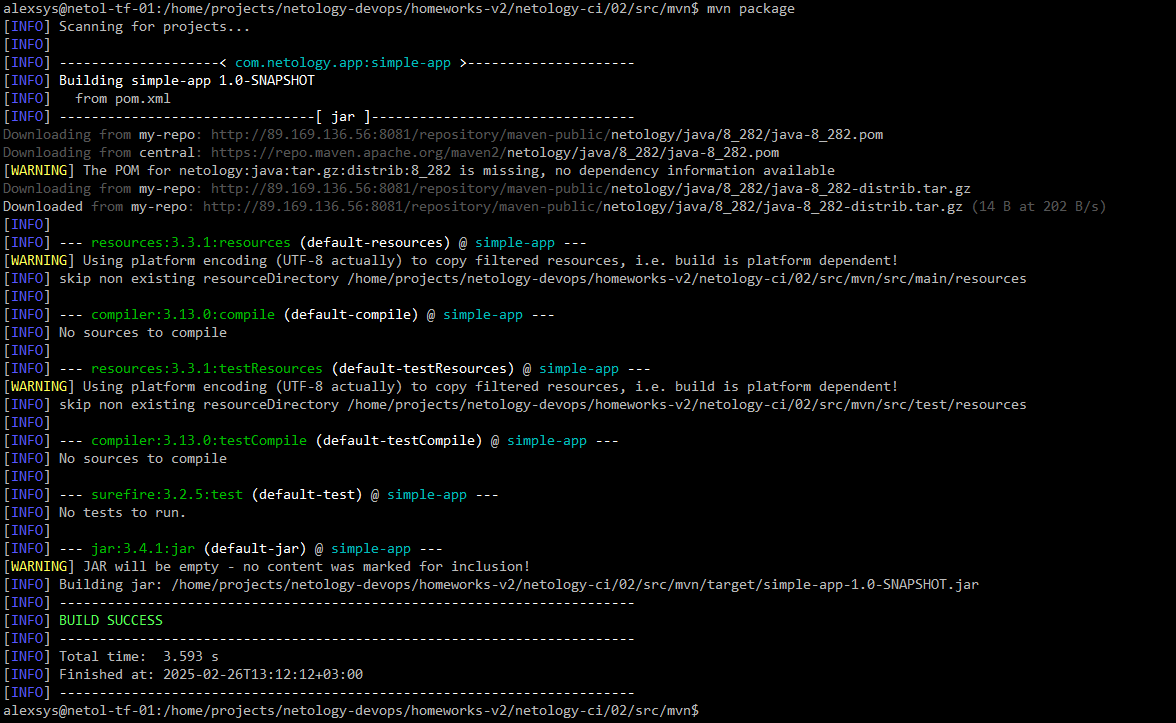 alexsys@netol-tf-01:/home/projects/netology-devops/homeworks-v2/netology-ci/02/src/mvn$ mvn package
[INFO] Scanning for projects...
[INFO]
[INFO] --------------------< com.netology.app:simple-app >---------------------
[INFO] Building simple-app 1.0-SNAPSHOT
[INFO]   from pom.xml
[INFO] --------------------------------[ jar ]---------------------------------
Downloading from my-repo: http://89.169.136.56:8081/repository/maven-public/netology/java/8_282/java-8_282.pom
Downloading from central: https://repo.maven.apache.org/maven2/netology/java/8_282/java-8_282.pom
[WARNING] The POM for netology:java:tar.gz:distrib:8_282 is missing, no dependency information available
Downloading from my-repo: http://89.169.136.56:8081/repository/maven-public/netology/java/8_282/java-8_282-distrib.tar.gz
Downloaded from my-repo: http://89.169.136.56:8081/repository/maven-public/netology/java/8_282/java-8_282-distrib.tar.gz (14 B at 202 B/s)
[INFO]
[INFO] --- resources:3.3.1:resources (default-resources) @ simple-app ---
[WARNING] Using platform encoding (UTF-8 actually) to copy filtered resources, i.e. build is platform dependent!
[INFO] skip non existing resourceDirectory /home/projects/netology-devops/homeworks-v2/netology-ci/02/src/mvn/src/main/resources
[INFO]
[INFO] --- compiler:3.13.0:compile (default-compile) @ simple-app ---
[INFO] No sources to compile
[INFO]
[INFO] --- resources:3.3.1:testResources (default-testResources) @ simple-app ---
[WARNING] Using platform encoding (UTF-8 actually) to copy filtered resources, i.e. build is platform dependent!
[INFO] skip non existing resourceDirectory /home/projects/netology-devops/homeworks-v2/netology-ci/02/src/mvn/src/test/resources
[INFO]
[INFO] --- compiler:3.13.0:testCompile (default-testCompile) @ simple-app ---
[INFO] No sources to compile
[INFO]
[INFO] --- surefire:3.2.5:test (default-test) @ simple-app ---
[INFO] No tests to run.
[INFO]
[INFO] --- jar:3.4.1:jar (default-jar) @ simple-app ---
[WARNING] JAR will be empty - no content was marked for inclusion!
[INFO] Building jar: /home/projects/netology-devops/homeworks-v2/netology-ci/02/src/mvn/target/simple-app-1.0-SNAPSHOT.jar
[INFO] ------------------------------------------------------------------------
[INFO] BUILD SUCCESS
[INFO] ------------------------------------------------------------------------
[INFO] Total time:  3.593 s
[INFO] Finished at: 2025-02-26T13:12:12+03:00
[INFO] ------------------------------------------------------------------------
alexsys@netol-tf-01:/home/projects/netology-devops/homeworks-v2/netology-ci/02/src/mvn$